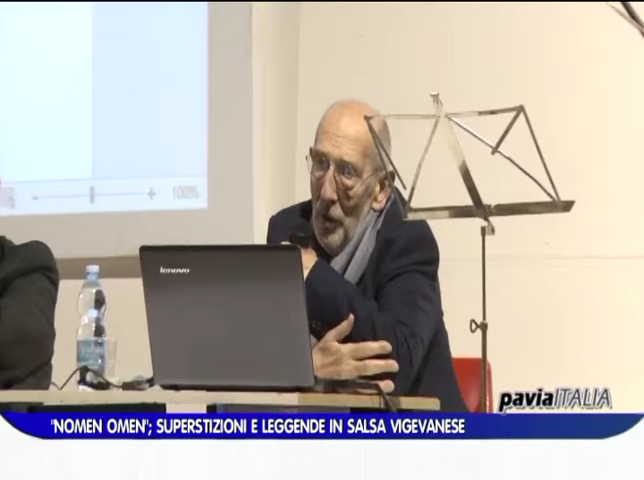 100%
lenovo
paviaITALIA
"NOMEN OMEN"; SUPERSTIZIONI E LEGGENDE IN SALSA VIGEVANESE